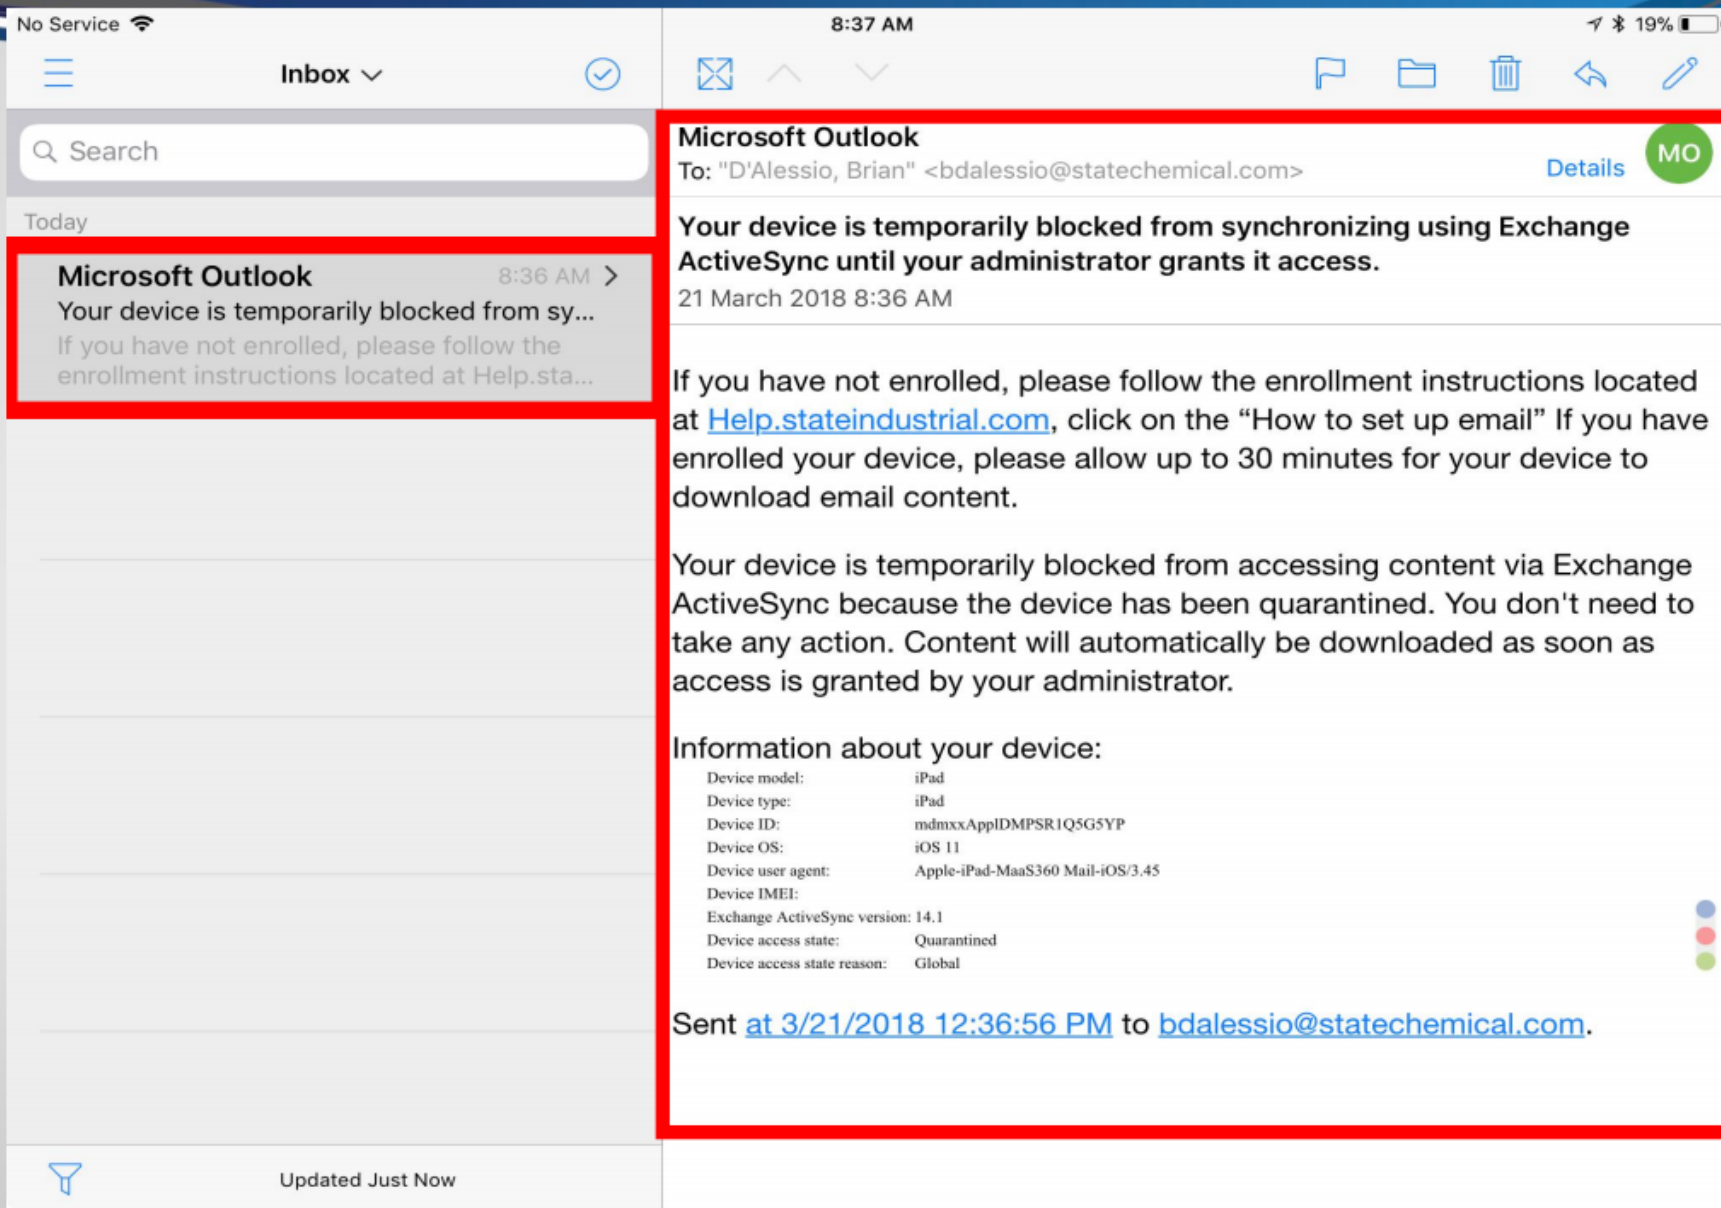 No Service
8:37 AM
19%
Inbox
Search
Today
Microsoft Outlook
8:36 AM
Your device is temporarily blocked from sy...
If you have not enrolled, please follow the
enrollment instructions located at Help.sta...
Updated Just Now
Microsoft Outlook
To: "D'Alessio, Brian" <bdalessio@statechemical.com>
Details
MO
Your device is temporarily blocked from synchronizing using Exchange
ActiveSync until your administrator grants it access.
21 March 2018 8:36 AM
If you have not enrolled, please follow the enrollment instructions located
at Help.stateindustrial.com, click on the “How to set up email” If you have
enrolled your device, please allow up to 30 minutes for your device to
download email content.
Your device is temporarily blocked from accessing content via Exchange
ActiveSync because the device has been quarantined. You don't need to
take any action. Content will automatically be downloaded as soon as
access is granted by your administrator.
Information about your device:
Device model: iPad
Device type: iPad
Device ID: mdmxxApplDMPSR1Q5G5YP
Device OS: iOS 11
Device user agent: Apple-iPad-MaaS360 Mail-iOS/3.45
Device IMEI:
Exchange ActiveSync version: 14.1
Device access state: Quarantined
Device access state reason: Global
Sent at 3/21/2018 12:36:56 PM to bdalessio@statechemical.com.